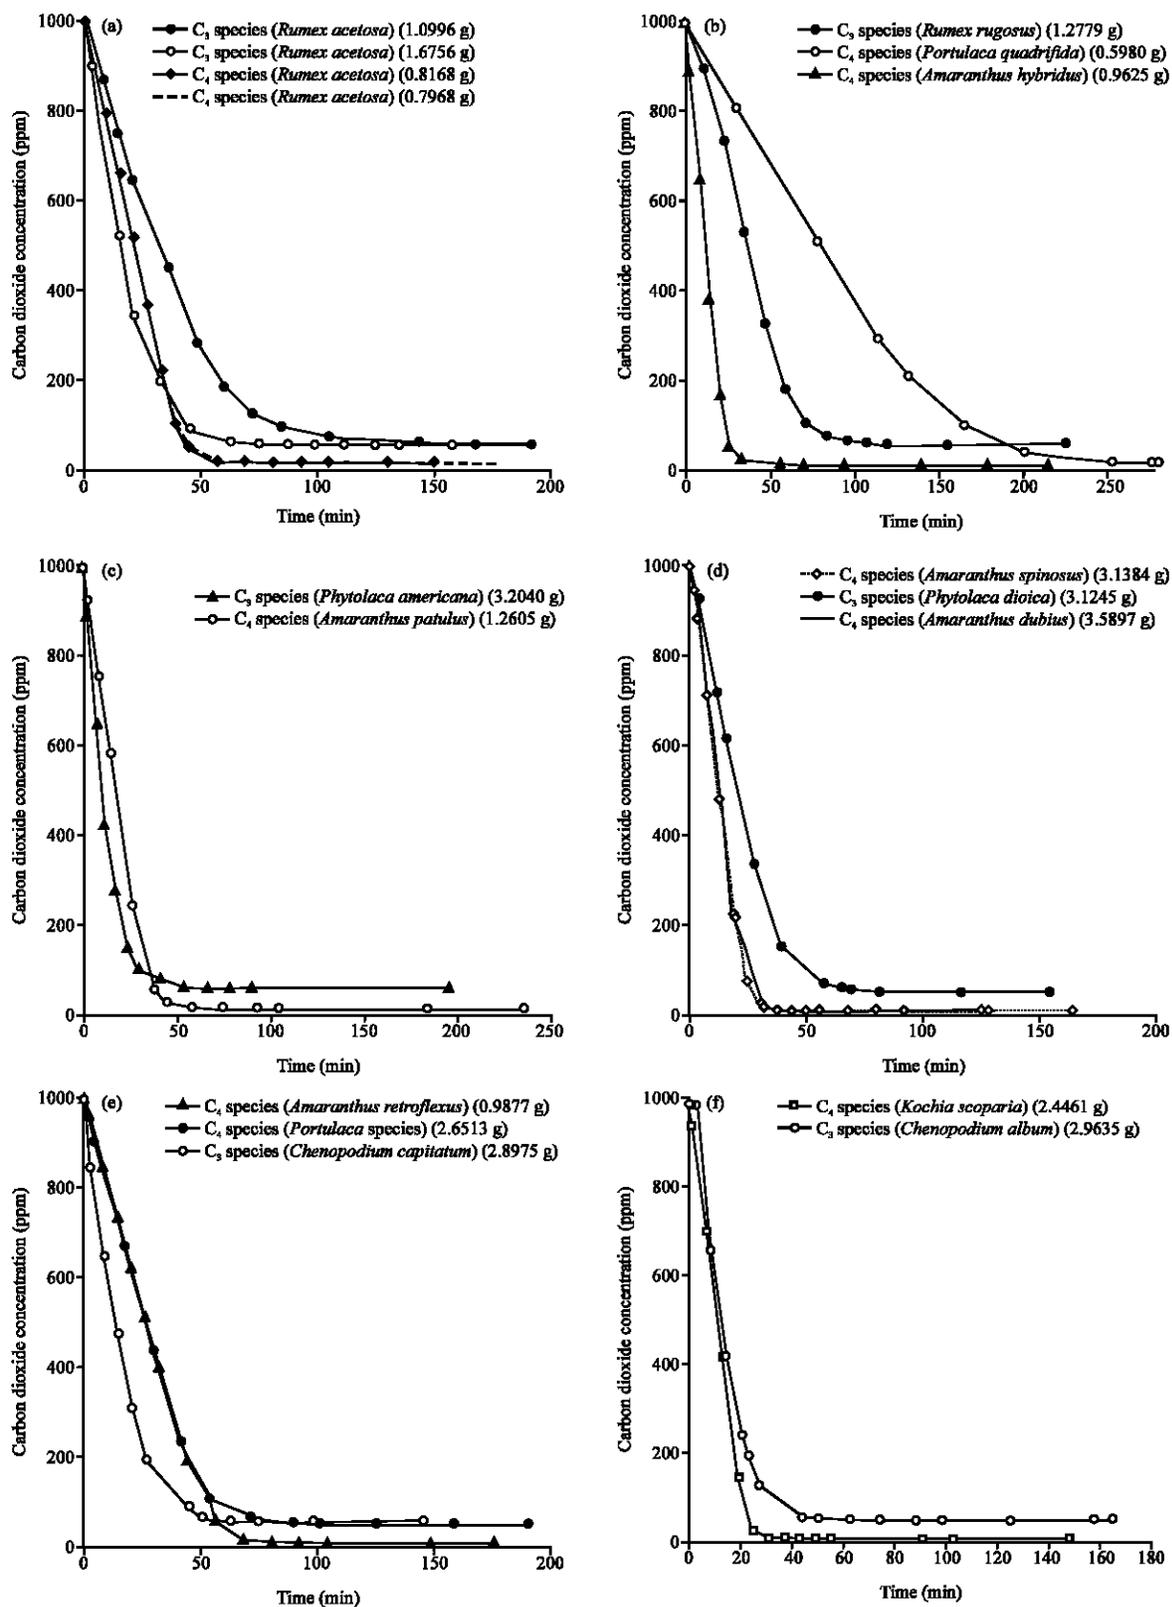 (a)
C₃ species (Rumex acetosa) (1.0996 g)
C₃ species (Rumex acetosa) (1.6756 g)
C₄ species (Rumex acetosa) (0.8168 g)
C₄ species (Rumex acetosa) (0.7968 g)
Carbon dioxide concentration (ppm)
1000
800
600
400
200
0
0 50 100 150 200
Time (min)
(b)
C₃ species (Rumex rugosus) (1.2779 g)
C₄ species (Portulaca quadrifida) (0.5980 g)
C₄ species (Amaranthus hybridus) (0.9625 g)
Carbon dioxide concentration (ppm)
1000
800
600
400
200
0
0 50 100 150 200 250
Time (min)
(c)
C₃ species (Phytolaca americana) (3.2040 g)
C₄ species (Amaranthus patulus) (1.2605 g)
Carbon dioxide concentration (ppm)
1000
800
600
400
200
0
0 50 100 150 200 250
Time (min)
(d)
C₄ species (Amaranthus spinosus) (3.1384 g)
C₃ species (Phytolaca dioica) (3.1245 g)
C₄ species (Amaranthus dubius) (3.5897 g)
Carbon dioxide concentration (ppm)
1000
800
600
400
200
0
0 50 100 150 200
Time (min)
(e)
C₄ species (Amaranthus retroflexus) (0.9877 g)
C₄ species (Portulaca species) (2.6513 g)
C₃ species (Chenopodium capitatum) (2.8975 g)
Carbon dioxide concentration (ppm)
1000
800
600
400
200
0
0 50 100 150 200
Time (min)
(f)
C₄ species (Kochia scoparia) (2.4461 g)
C₃ species (Chenopodium album) (2.9635 g)
Carbon dioxide concentration (ppm)
1000
800
600
400
200
0
0 20 40 60 80 100 120 140 160 180
Time (min)